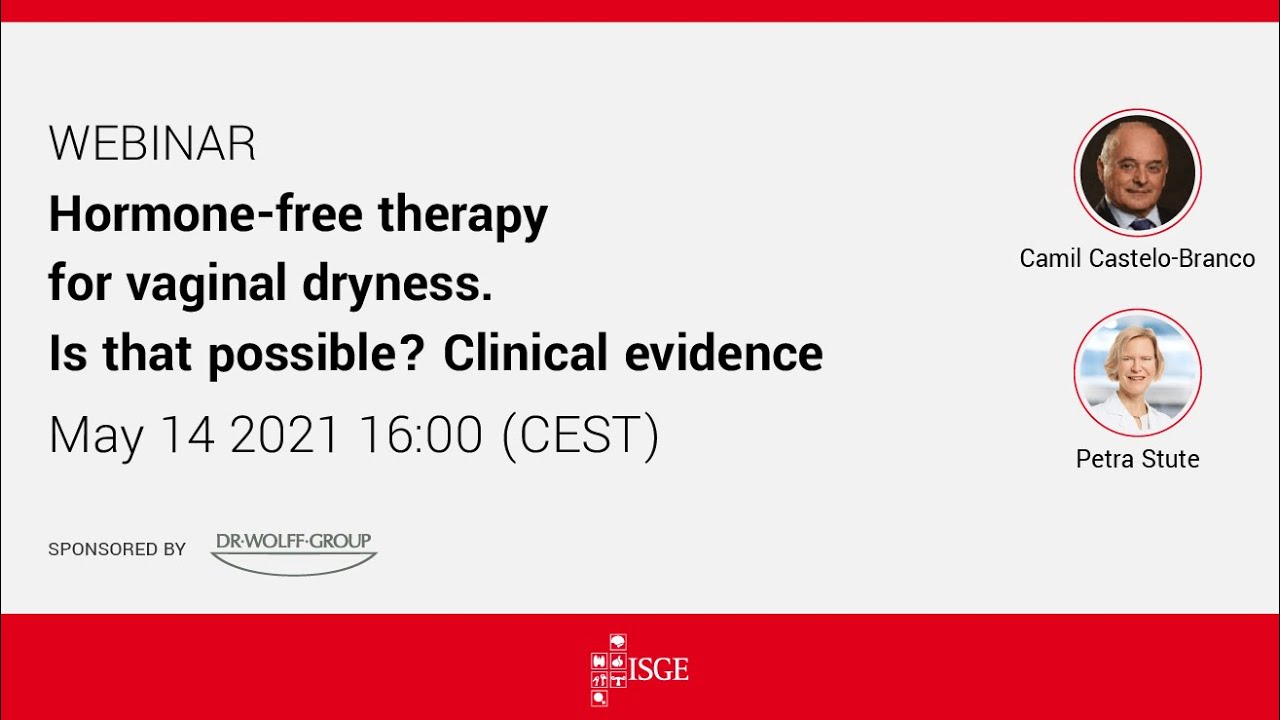 WEBINAR
Hormone-free therapy
for vaginal dryness.
Is that possible? Clinical evidence
May 14 2021 16:00 (CEST)
SPONSORED BY
DR·WOLFF·GROUP
Camil Castelo-Branco
Petra Stute
ISGE